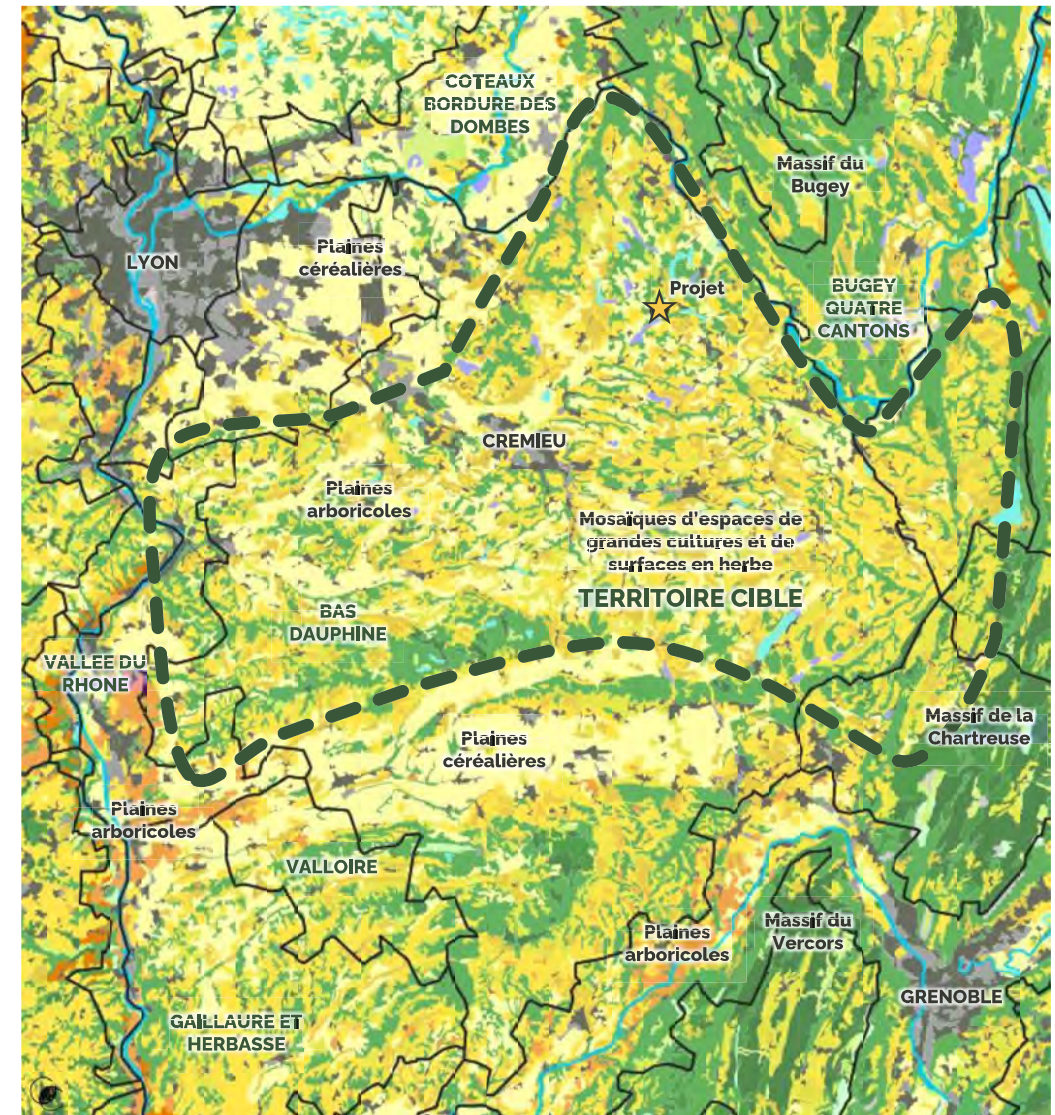 COTEAUX
BORDURE DES
DOMBES
Massif du
Bugey
LYON
Plaines
céréalières
Projet
BUGEY
QUATRE
CANTONS
CREMIEU
Plaines
arboricoles
Mosaïques d'espaces de
grandes cultures et de
surfaces en herbe
TERRITOIRE CIBLE
BAS
DAUPHINE
VALLEE DU
RHONE
Massif de la
Chartreuse
Plaines
céréalières
Plaines
arboricoles
VALLOIRE
Plaines
arboricoles
Massif du
Vercors
GRENOBLE
GAILLAURE ET
HERBASSE